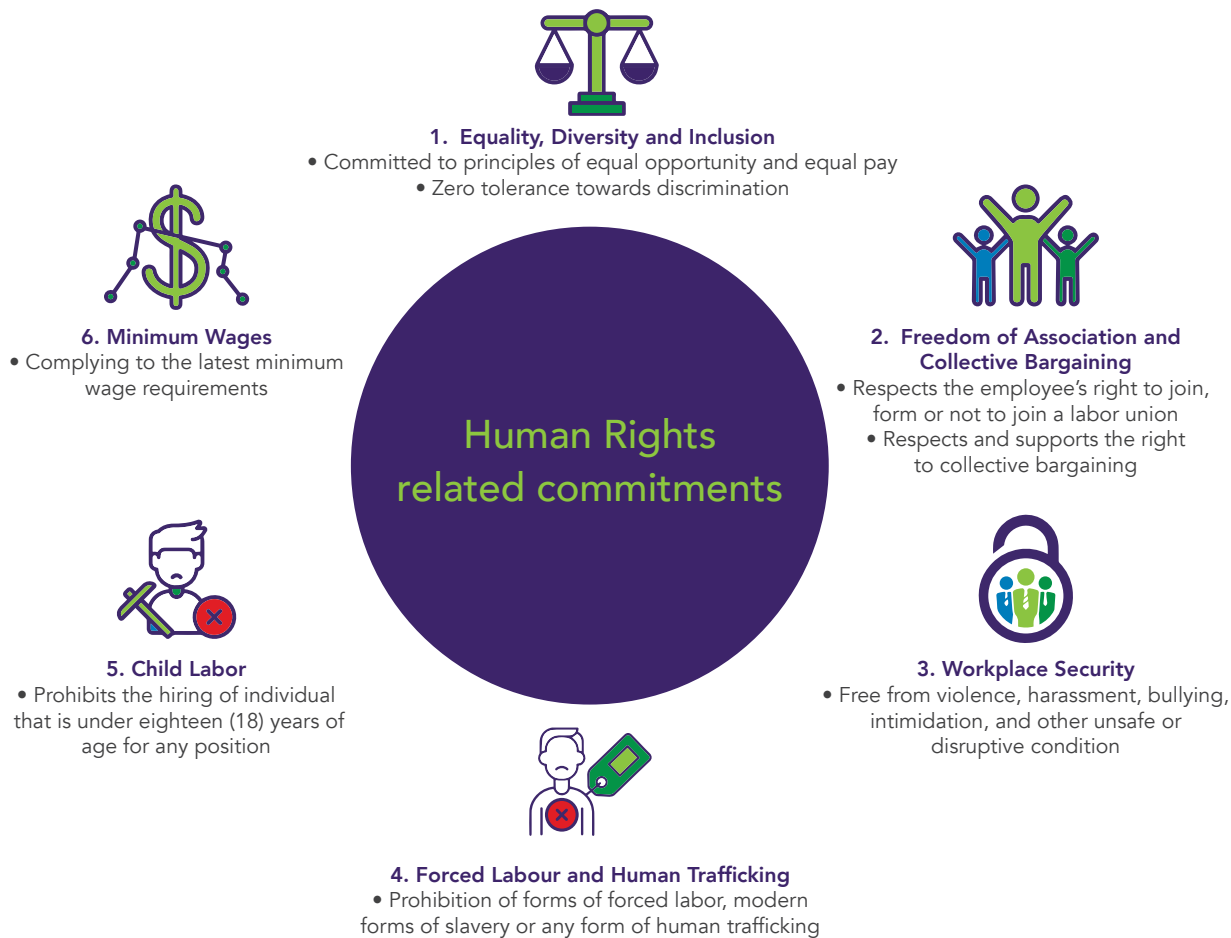 1. Equality, Diversity and Inclusion
• Committed to principles of equal opportunity and equal pay
• Zero tolerance towards discrimination
2. Freedom of Association and
Collective Bargaining
• Respects the employee’s right to join,
form or not to join a labor union
• Respects and supports the right
to collective bargaining
3. Workplace Security
• Free from violence, harassment, bullying,
intimidation, and other unsafe or
disruptive condition
4. Forced Labour and Human Trafficking
• Prohibition of forms of forced labor, modern
forms of slavery or any form of human trafficking
5. Child Labor
• Prohibits the hiring of individual
that is under eighteen (18) years of
age for any position
6. Minimum Wages
• Complying to the latest minimum
wage requirements
Human Rights
related commitments